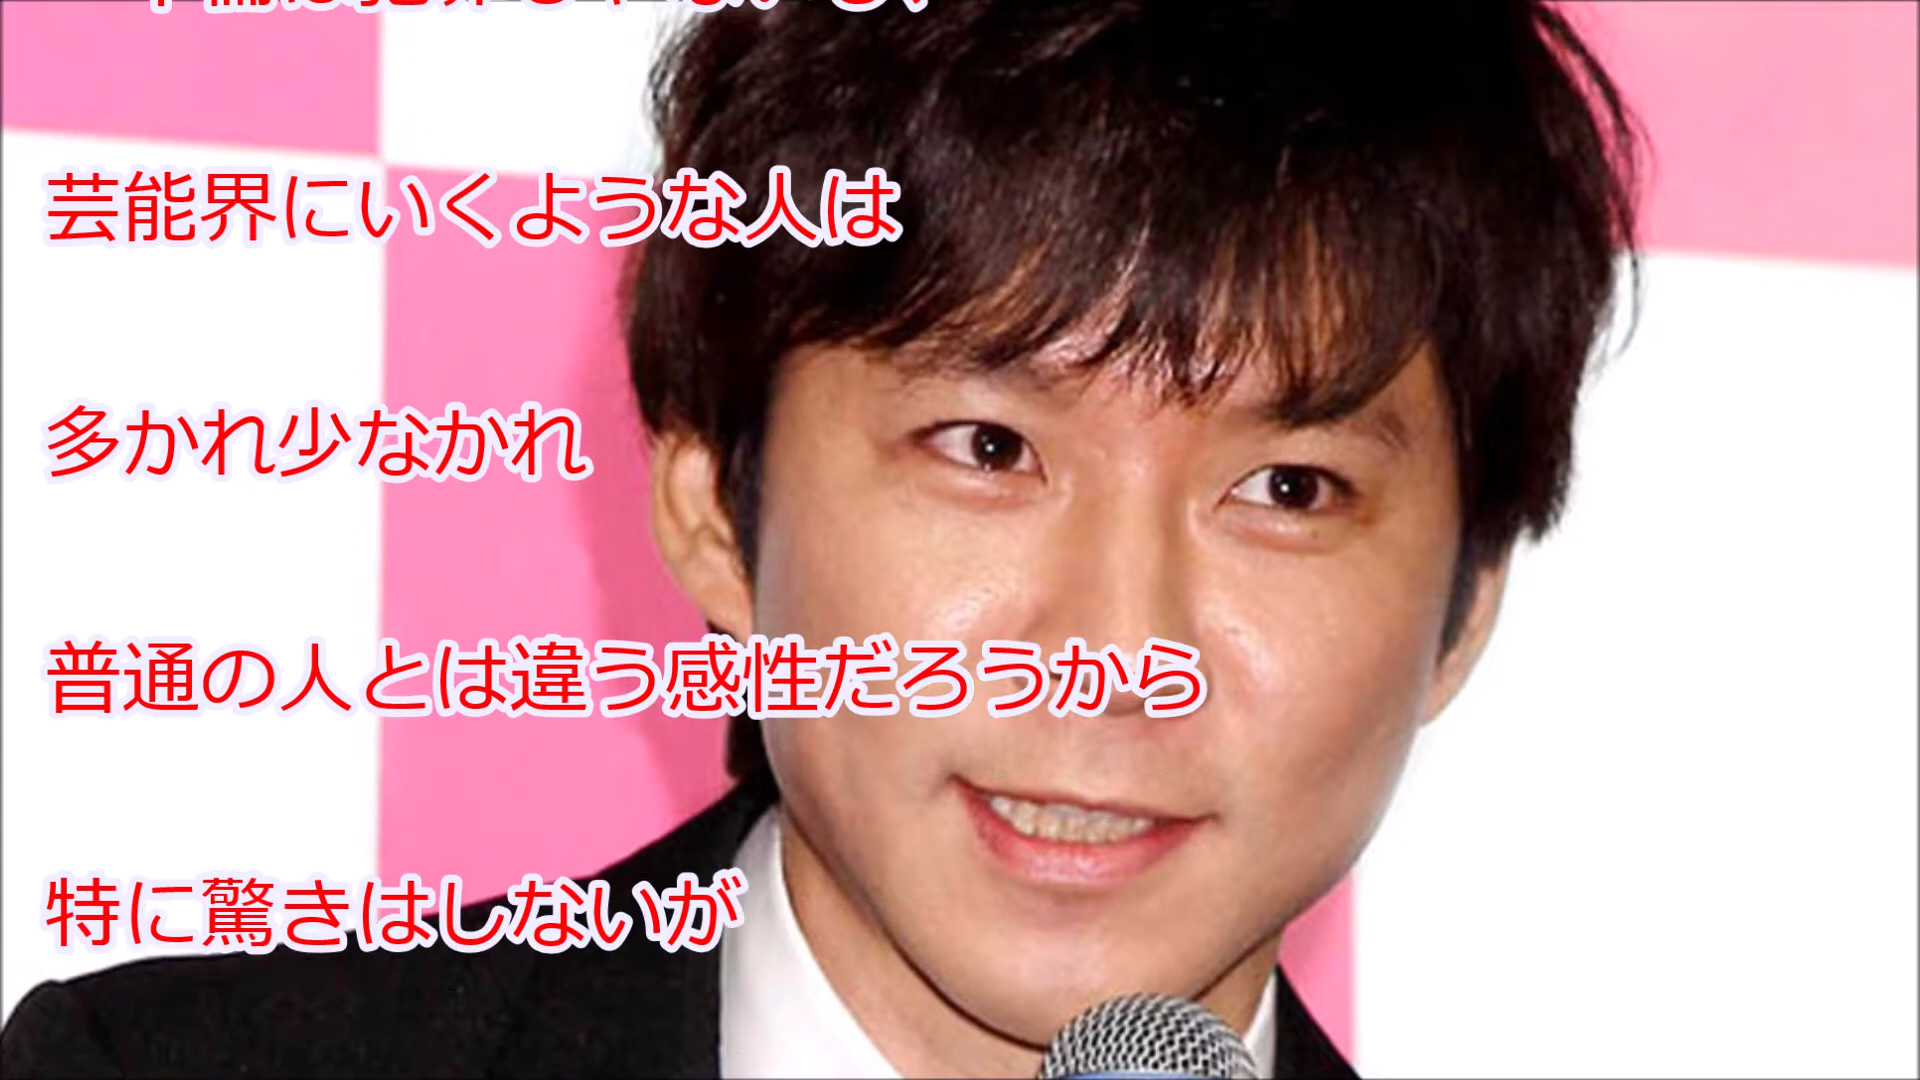 芸能界にいくような人は
多かれ少なかれ
普通の人とは違う感性だろうから
特に驚きはしないが